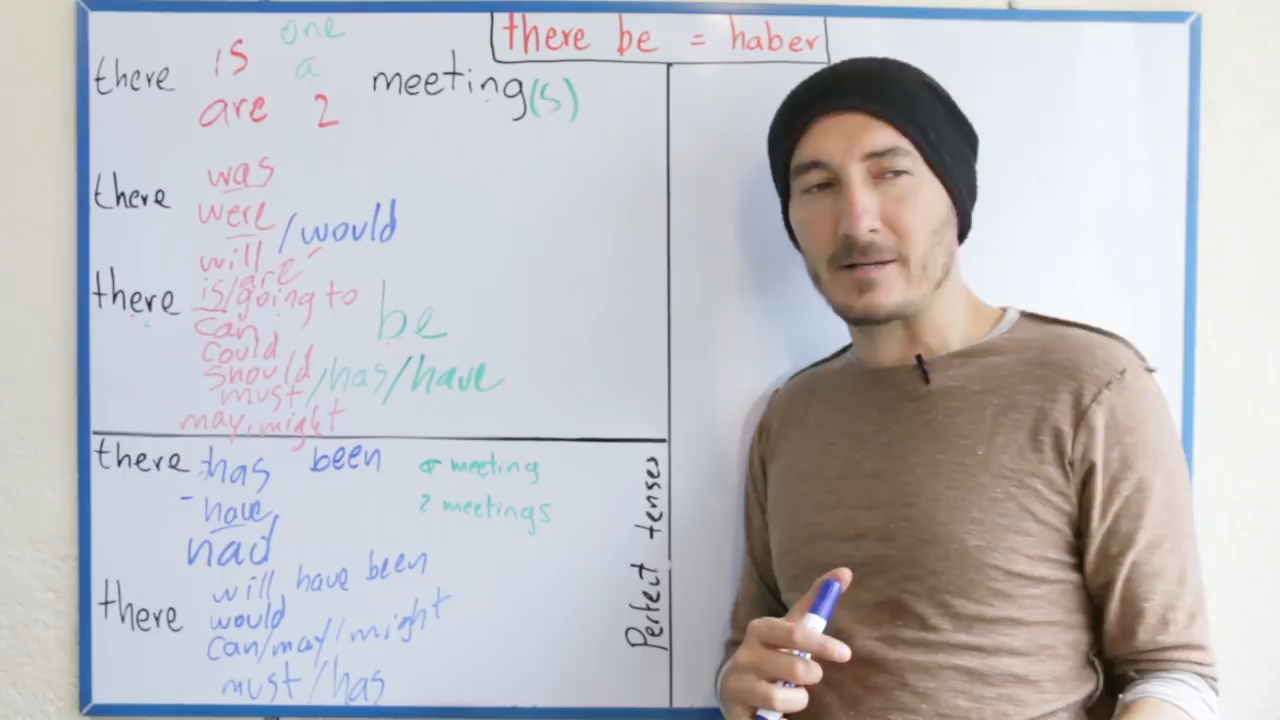 there be = haber
one
there is a meeting(s)
are 2
there was
were /would
will
there is/are going to be
can
could
should /has/have
must
may, might
there has been a meeting
- have 2 meetings
had
will have been
there would
can/may/might
must/has
Perfect tenses